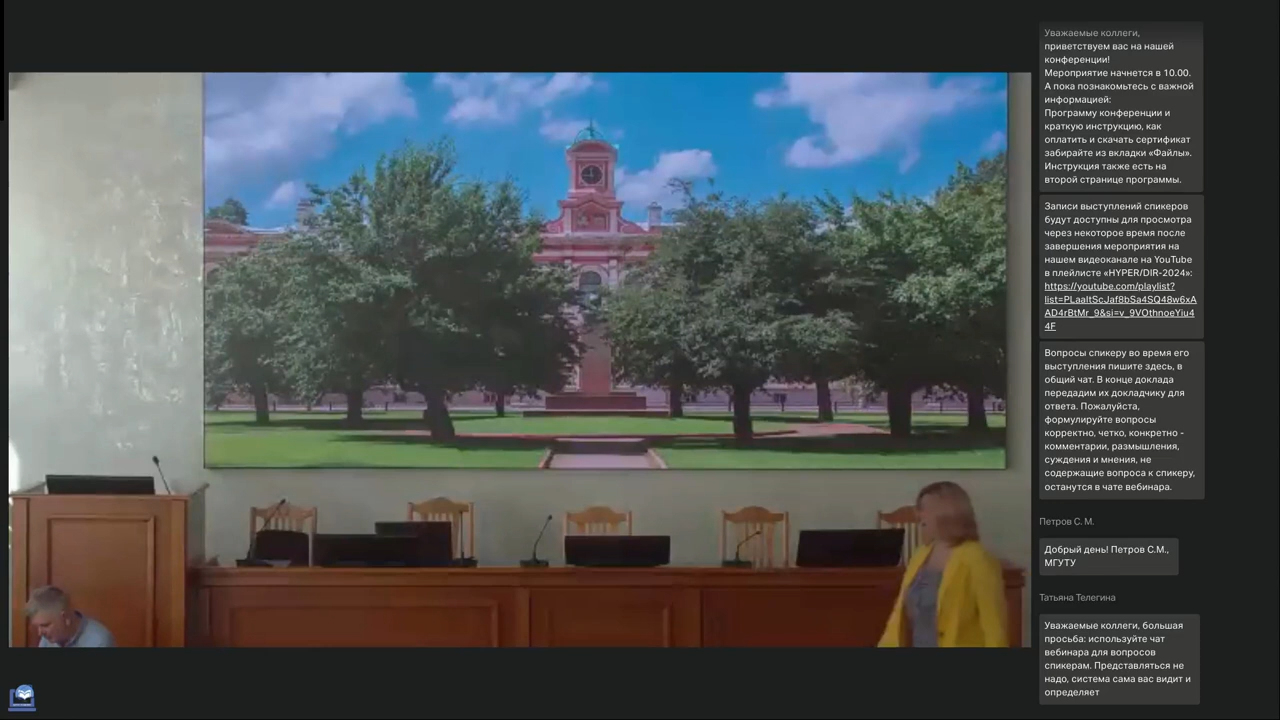 Уважаемые коллеги,
приветствуем вас на нашей
конференции!
Мероприятие начнется в 10.00.
А пока познакомьтесь с важной
информацией:
Программу конференции и
краткую инструкцию, как
оплатить и скачать сертификат
забирайте из вкладки «Файлы».
Инструкция также есть на
второй странице программы.
Записи выступлений спикеров
будут доступны для просмотра
через некоторое время после
завершения мероприятия на
нашем видеоканале на YouTube
в плейлисте «HYPER/DIR-2024»:
https://youtube.com/playlist?
list=PLaaltScJaf8bSa4SQ48w6xA
AD4rBtMr_9&si=v_9VOthnoeYiu4
4F
Вопросы спикеру во время его
выступления пишите здесь, в
общий чат. В конце доклада
передадим их докладчику для
ответа. Пожалуйста,
формулируйте вопросы
корректно, четко, конкретно -
комментарии, размышления,
суждения и мнения, не
содержащие вопроса к спикеру,
останутся в чате вебинара.
Петров С. М.
Добрый день! Петров С.М.,
МГУТУ
Татьяна Телегина
Уважаемые коллеги, большая
просьба: используйте чат
вебинара для вопросов
спикерам. Представляться не
надо, система сама вас видит и
определяет